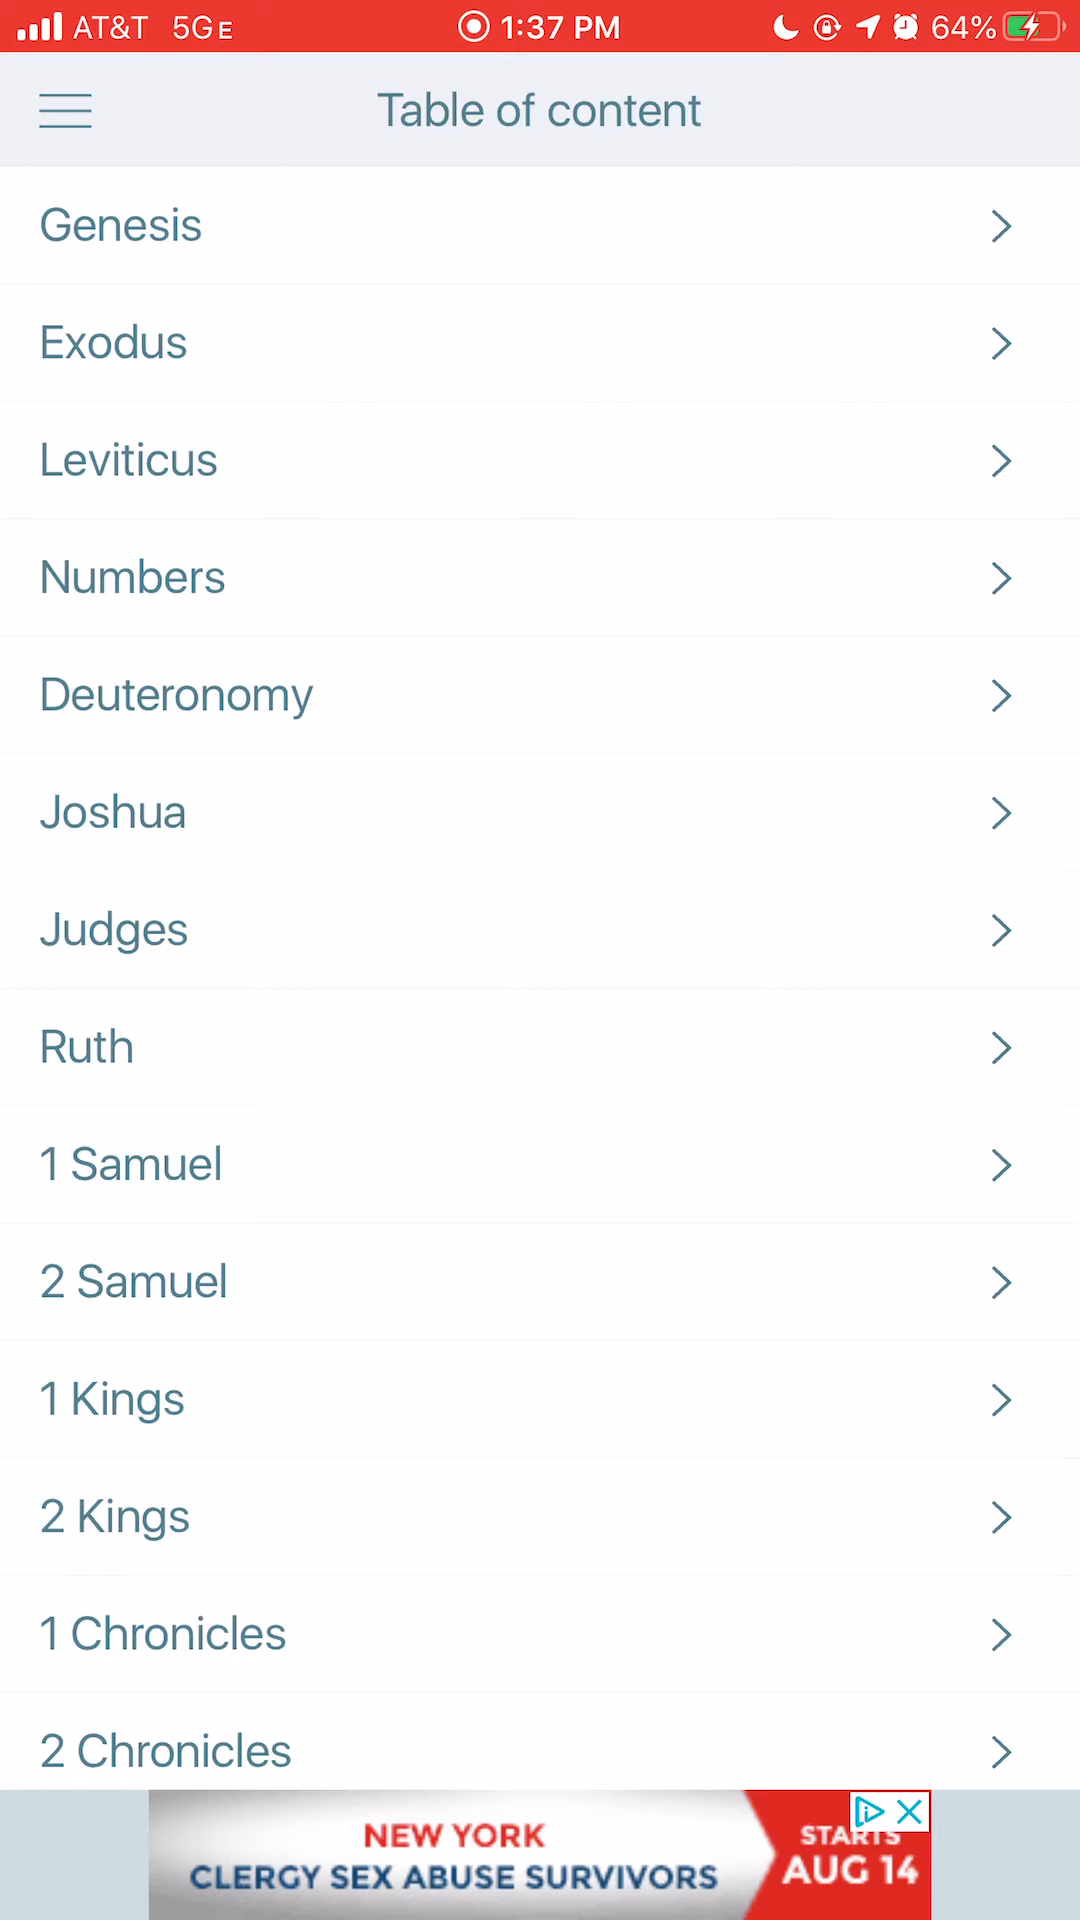 AT&T 5GE 1:37 PM 64%
Table of content
Genesis
Exodus
Leviticus
Numbers
Deuteronomy
Joshua
Judges
Ruth
1 Samuel
2 Samuel
1 Kings
2 Kings
1 Chronicles
2 Chronicles
NEW YORK
CLERGY SEX ABUSE SURVIVORS
STARTS
AUG 14